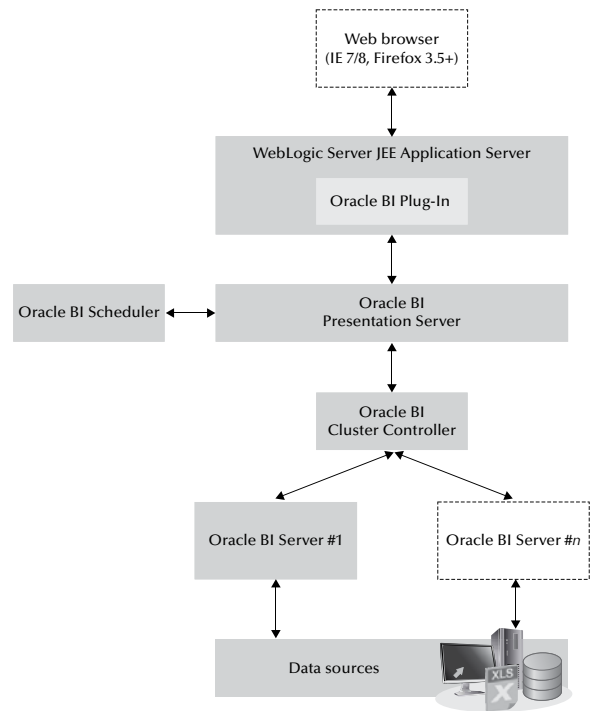 Web browser
(IE 7/8, Firefox 3.5+)
WebLogic Server JEE Application Server
Oracle BI Plug-In
Oracle BI Scheduler
Oracle BI
Presentation Server
Oracle BI
Cluster Controller
Oracle BI Server #1
Oracle BI Server #n
Data sources
XLS
X